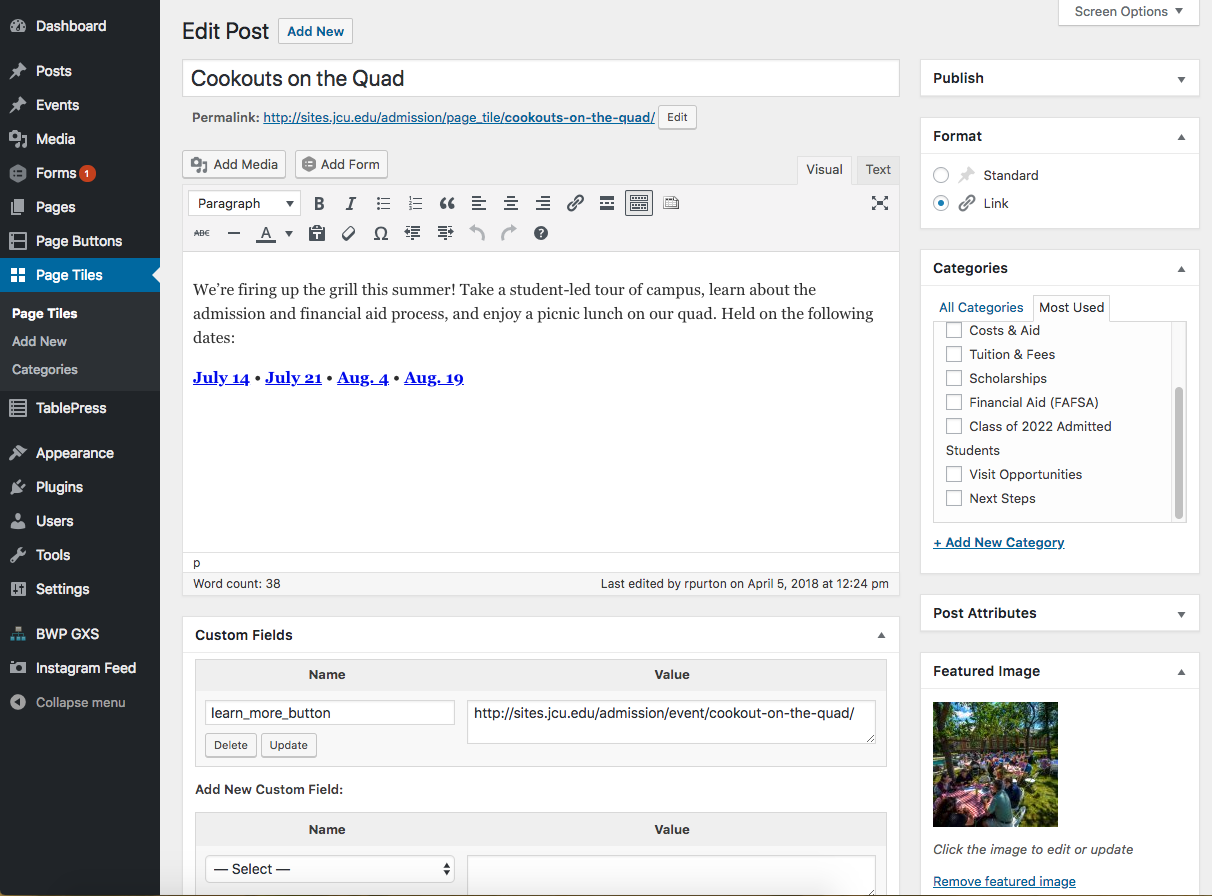 Dashboard
Posts
Events
Media
Forms 1
Pages
Page Buttons
Page Tiles
Page Tiles
Add New
Categories
TablePress
Appearance
Plugins
Users
Tools
Settings
BWP GXS
Instagram Feed
Collapse menu
Screen Options
Edit Post Add New
Cookouts on the Quad
Permalink: http://sites.jcu.edu/admission/page_tile/cookouts-on-the-quad/ Edit
Add Media Add Form
Visual Text
Paragraph
ABC
We’re firing up the grill this summer! Take a student-led tour of campus, learn about the
admission and financial aid process, and enjoy a picnic lunch on our quad. Held on the following
dates:
July 14 • July 21 • Aug. 4 • Aug. 19
p
Word count: 38 Last edited by rpurton on April 5, 2018 at 12:24 pm
Custom Fields
Name Value
learn_more_button http://sites.jcu.edu/admission/event/cookout-on-the-quad/
Delete Update
Add New Custom Field:
Name Value
— Select —
Publish
Format
Standard
Link
Categories
All Categories Most Used
Costs & Aid
Tuition & Fees
Scholarships
Financial Aid (FAFSA)
Class of 2022 Admitted
Students
Visit Opportunities
Next Steps
+ Add New Category
Post Attributes
Featured Image
Click the image to edit or update
Remove featured image